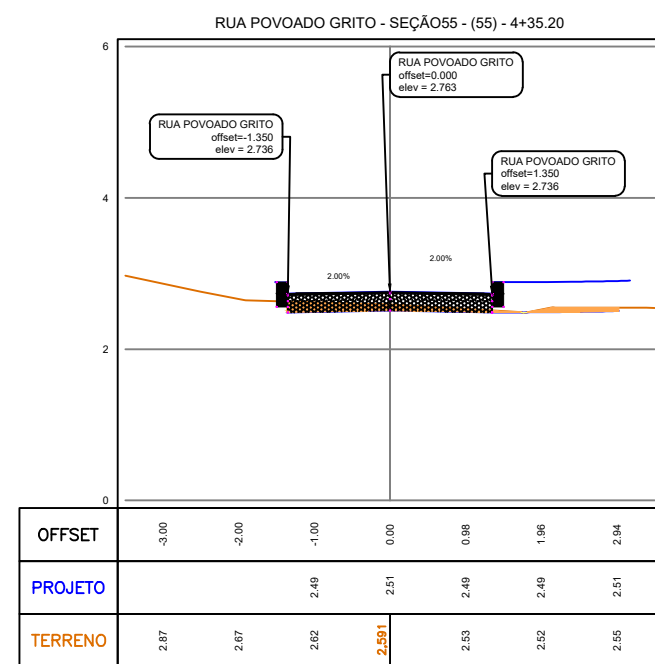 RUA POVOADO GRITO - SEÇÃO55 - (55) - 4+35.20
6
RUA POVOADO GRITO
offset=0.000
elev = 2.763
RUA POVOADO GRITO
offset=-1.350
elev = 2.736
RUA POVOADO GRITO
offset=1.350
elev = 2.736
4
2.00%
2.00%
2
0
OFFSET -3.00 -2.00 -1.00 0.00 0.98 1.96 2.94
PROJETO 2.49 2.51 2.49 2.49 2.51
TERRENO 2.87 2.67 2.62 2,591 2.53 2.52 2.55